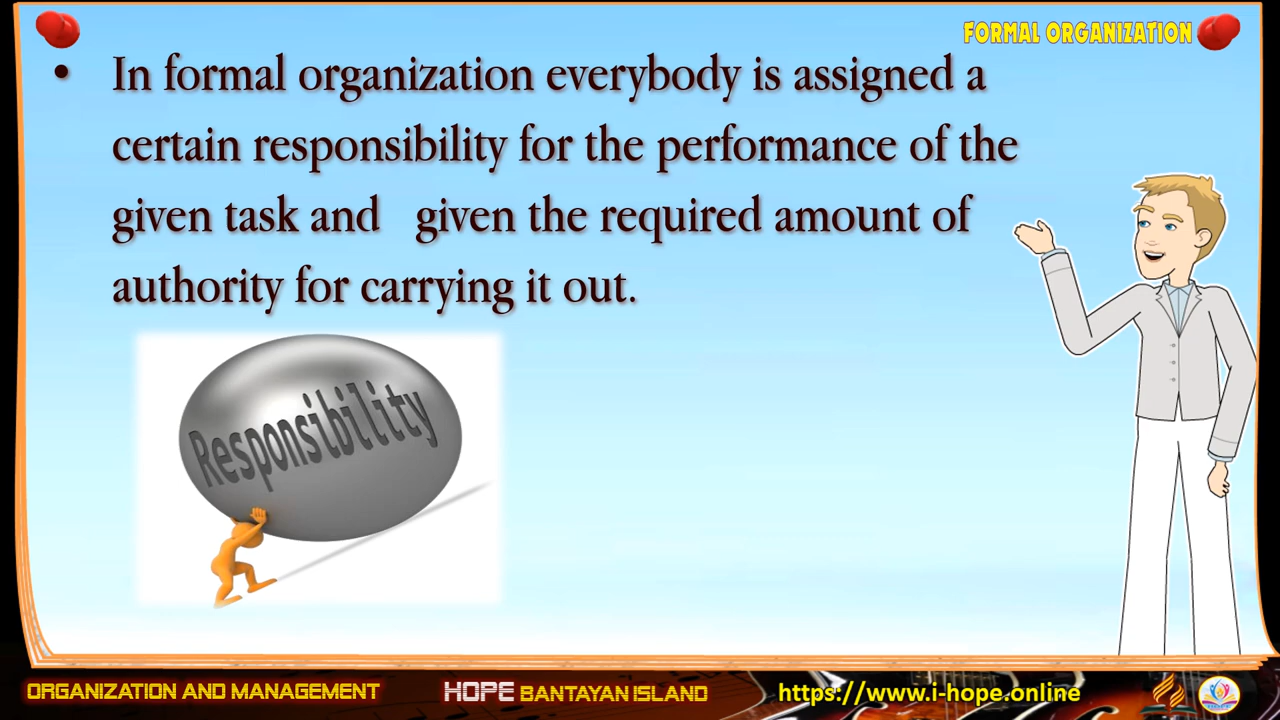 FORMAL ORGANIZATION
• In formal organization everybody is assigned a
certain responsibility for the performance of the
given task and given the required amount of
authority for carrying it out.
Responsibility
ORGANIZATION AND MANAGEMENT
HOPE BANTAYAN ISLAND
https://www.i-hope.online